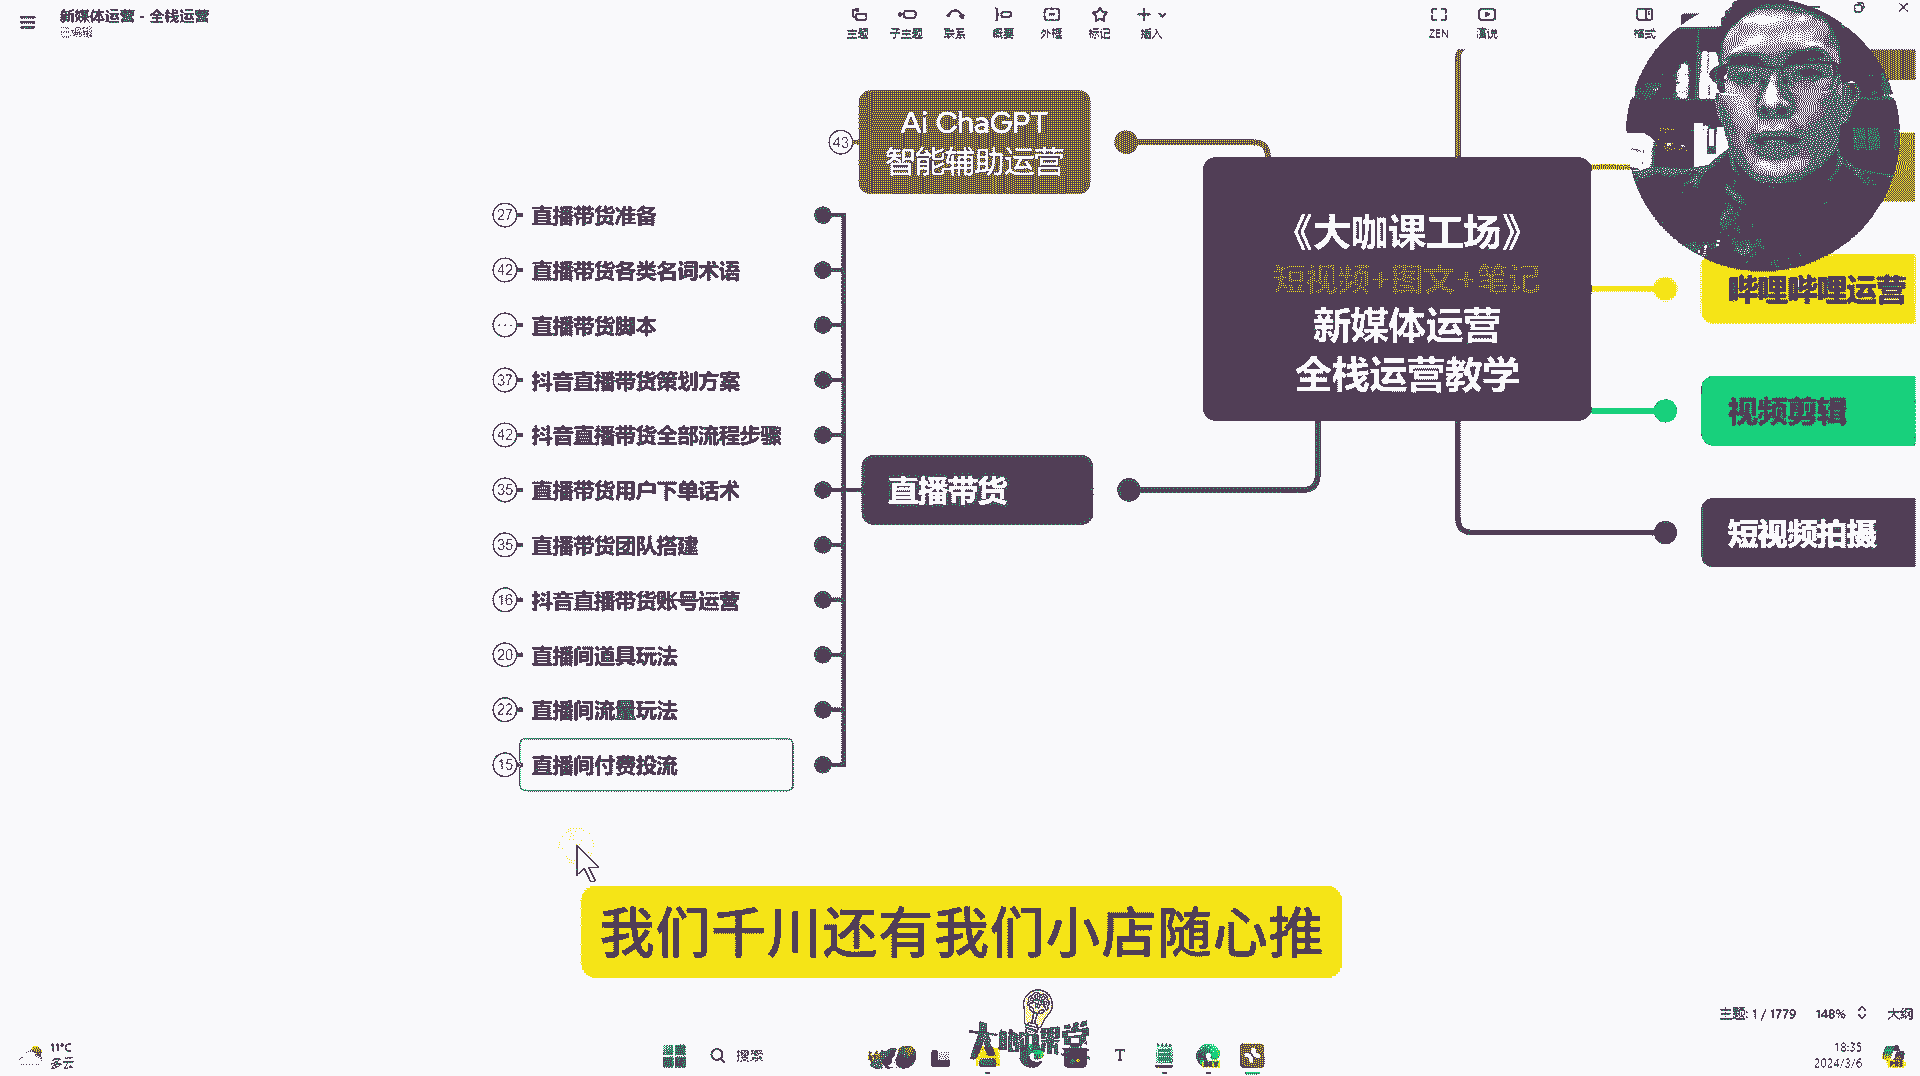 新媒体运营 - 全栈运营
已编辑
主题
子主题
联系
概要
外框
标记
插入
ZEN
演说
格式
43
Ai ChaGPT
智能辅助运营
27 直播带货准备
42 直播带货各类名词术语
··· 直播带货脚本
37 抖音直播带货策划方案
42 抖音直播带货全部流程步骤
35 直播带货用户下单话术
35 直播带货团队搭建
16 抖音直播带货账号运营
20 直播间道具玩法
22 直播间流量玩法
15 直播间付费投流
直播带货
《大咖课工场》
短视频+图文+笔记
新媒体运营
全栈运营教学
哔哩哔哩运营
视频剪辑
短视频拍摄
我们千川还有我们小店随心推
大咖课堂
主题: 1 / 1779
148%
大纲
11°C
多云
搜索
18:35
2024/3/6